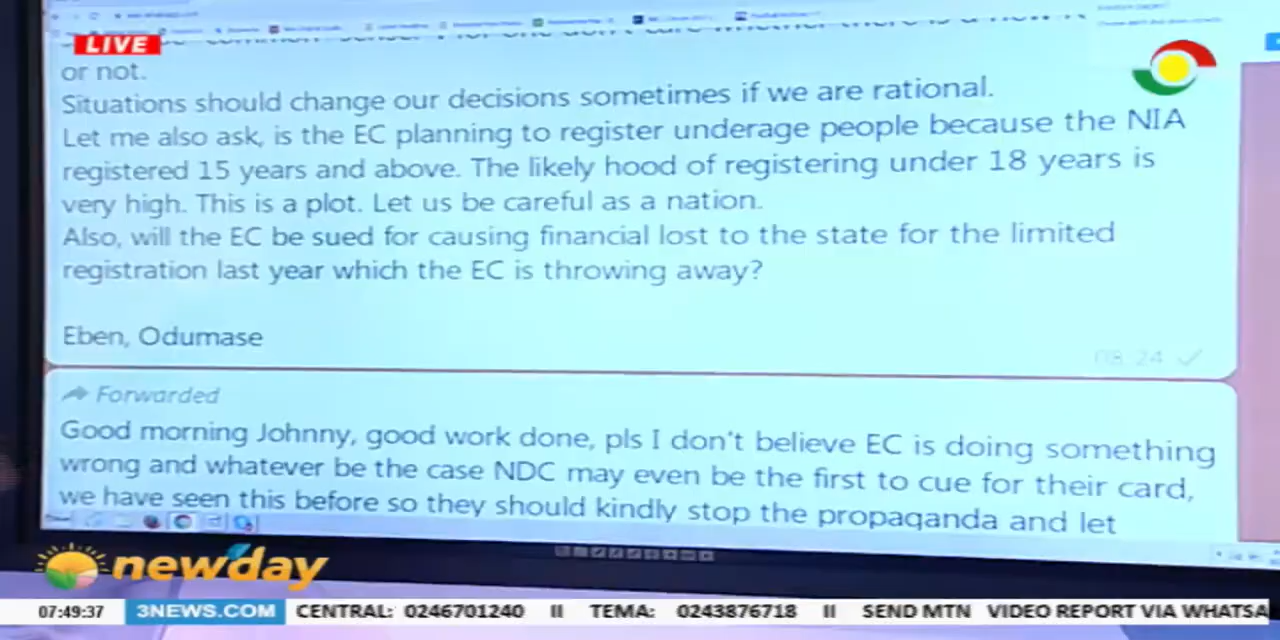 LIVE
or not.
Situations should change our decisions sometimes if we are rational.
Let me also ask, is the EC planning to register underage people because the NIA
registered 15 years and above. The likely hood of registering under 18 years is
very high. This is a plot. Let us be careful as a nation.
Also, will the EC be sued for causing financial lost to the state for the limited
registration last year which the EC is throwing away?
Eben, Odumase
08:24
Forwarded
Good morning Johnny, good work done, pls I don't believe EC is doing something
wrong and whatever be the case NDC may even be the first to cue for their card,
we have seen this before so they should kindly stop the propaganda and let
newday
07:49:37 3NEWS.COM CENTRAL: 0246701240 II TEMA: 0243876718 II SEND MTN VIDEO REPORT VIA WHATSA